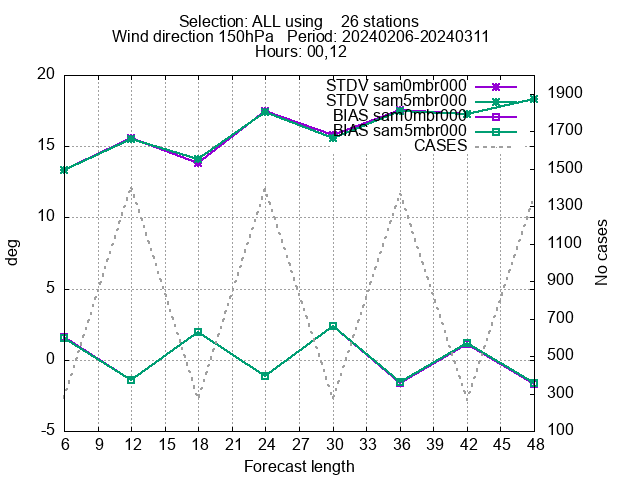 Selection: ALL using    26 stations
Wind direction 150hPa   Period: 20240206-20240311
Hours: 00,12
STDV sam0mbr000
STDV sam5mbr000
BIAS sam0mbr000
BIAS sam5mbr000
CASES
20
15
10
5
0
-5
deg
1900
1700
1500
1300
1100
900
700
500
300
100
No cases
6 9 12 15 18 21 24 27 30 33 36 39 42 45 48
Forecast length